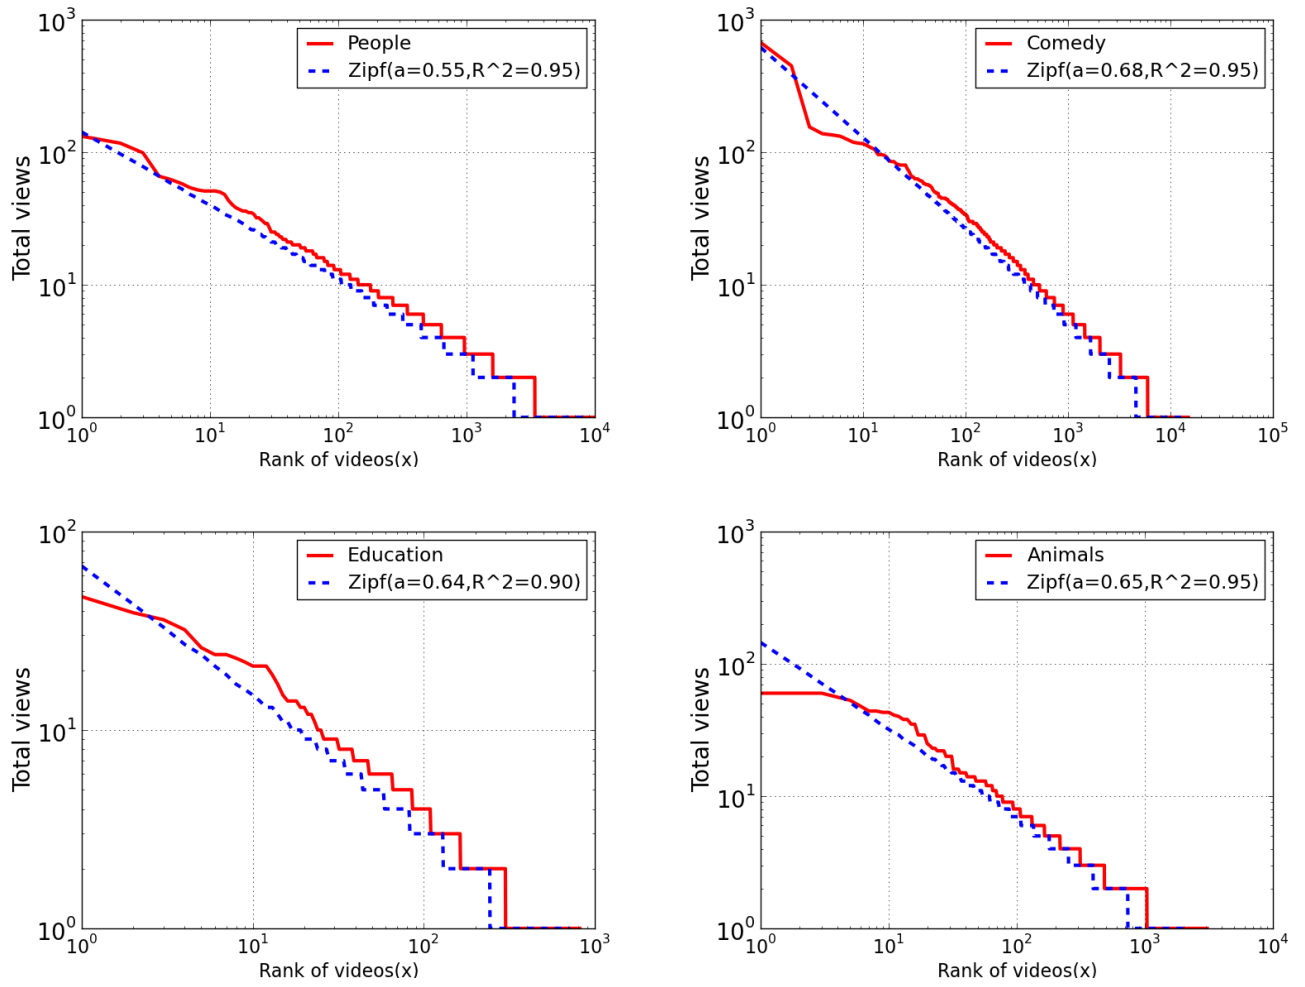 10^3
10^2
10^1
10^0
Total views
People
Zipf(a=0.55,R^2=0.95)
10^0 10^1 10^2 10^3 10^4
Rank of videos(x)
10^3
10^2
10^1
10^0
Total views
Comedy
Zipf(a=0.68,R^2=0.95)
10^0 10^1 10^2 10^3 10^4 10^5
Rank of videos(x)
10^2
10^1
10^0
Total views
Education
Zipf(a=0.64,R^2=0.90)
10^0 10^1 10^2 10^3
Rank of videos(x)
10^3
10^2
10^1
10^0
Total views
Animals
Zipf(a=0.65,R^2=0.95)
10^0 10^1 10^2 10^3 10^4
Rank of videos(x)